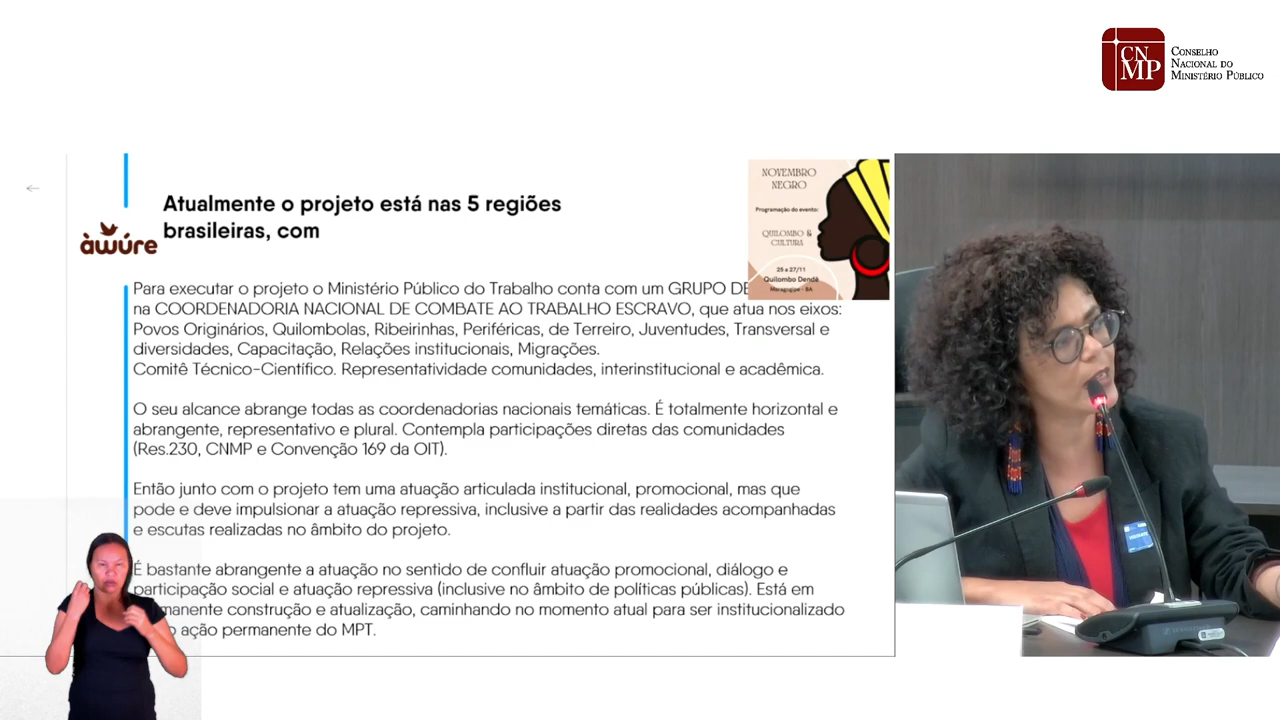 CN
MP
CONSELHO
NACIONAL DO
MINISTÉRIO PÚBLICO
Atualmente o projeto está nas 5 regiões
brasileiras, com
àwúre
NOVEMBRO
NEGRO
Programação do evento:
QUILOMBO &
CULTURA
25 a 27/11
Quilombo Dendê
Maragogipe - BA
Para executar o projeto o Ministério Público do Trabalho conta com um GRUPO DE
na COORDENADORIA NACIONAL DE COMBATE AO TRABALHO ESCRAVO, que atua nos eixos:
Povos Originários, Quilombolas, Ribeirinhas, Periféricas, de Terreiro, Juventudes, Transversal e
diversidades, Capacitação, Relações institucionais, Migrações.
Comitê Técnico-Científico. Representatividade comunidades, interinstitucional e acadêmica.
O seu alcance abrange todas as coordenadorias nacionais temáticas. É totalmente horizontal e
abrangente, representativo e plural. Contempla participações diretas das comunidades
(Res.230, CNMP e Convenção 169 da OIT).
Então junto com o projeto tem uma atuação articulada institucional, promocional, mas que
pode e deve impulsionar a atuação repressiva, inclusive a partir das realidades acompanhadas
e escutas realizadas no âmbito do projeto.
É bastante abrangente a atuação no sentido de confluir atuação promocional, diálogo e
participação social e atuação repressiva (inclusive no âmbito de políticas públicas). Está em
manente construção e atualização, caminhando no momento atual para ser institucionalizado
o ação permanente do MPT.